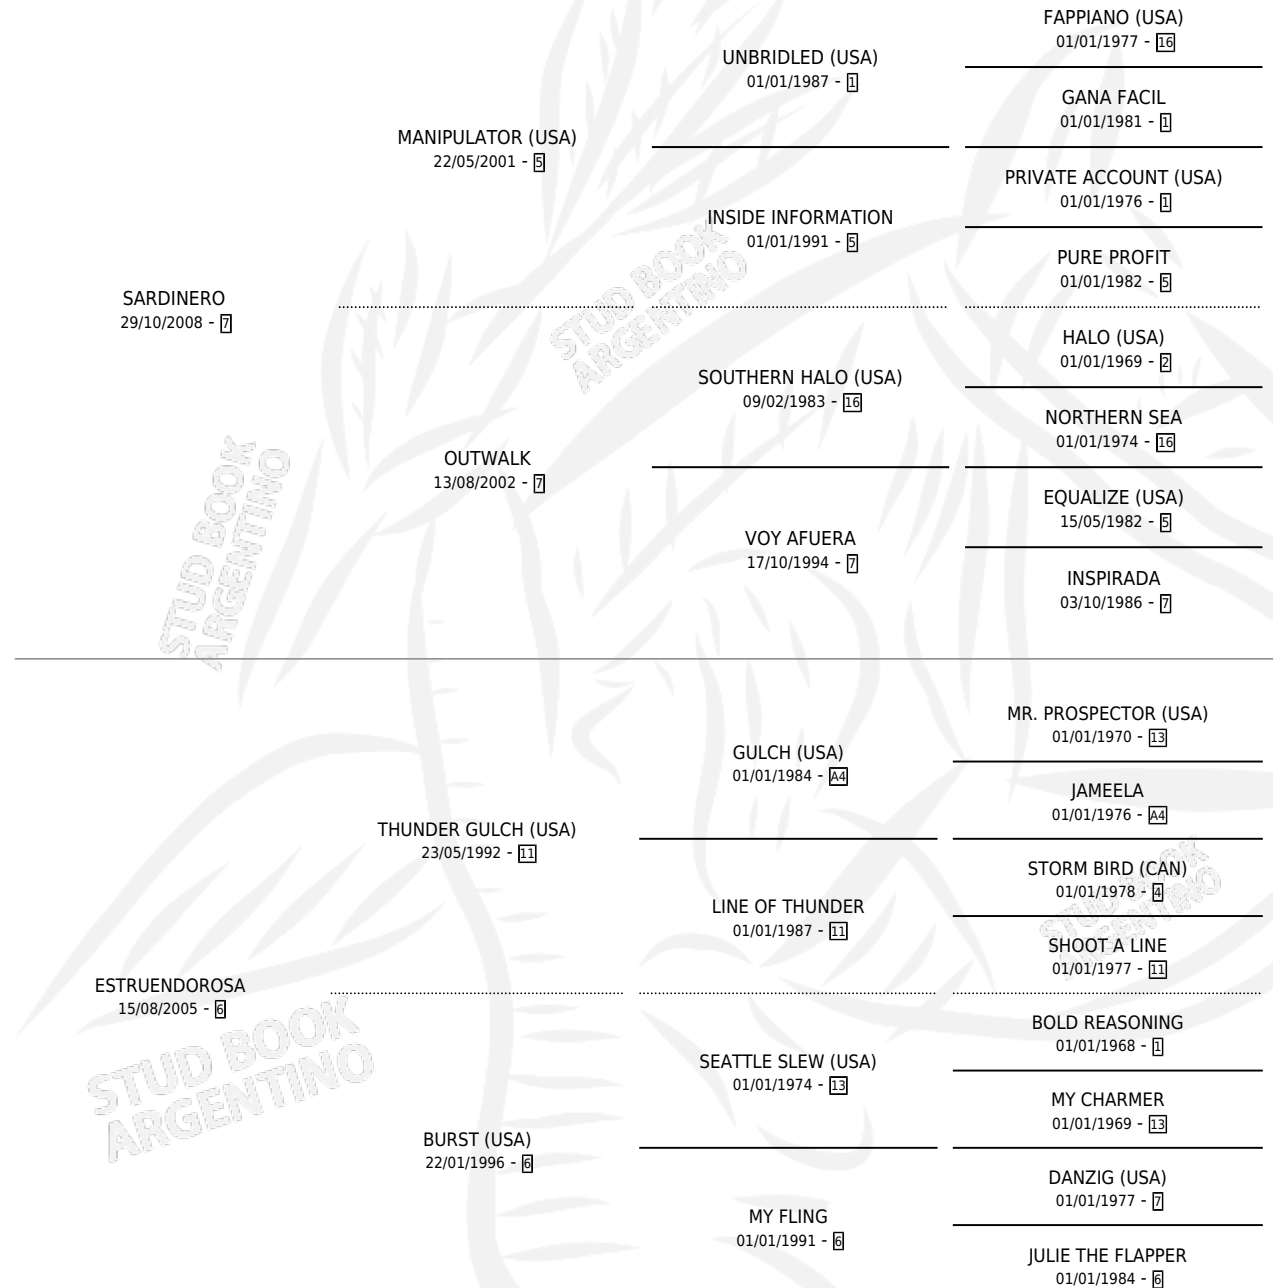 FAPPIANO (USA)
01/01/1977 - 16
UNBRIDLED (USA)
01/01/1987 - 1
GANA FACIL
01/01/1981 - 1
MANIPULATOR (USA)
22/05/2001 - 5
PRIVATE ACCOUNT (USA)
01/01/1976 - 1
INSIDE INFORMATION
01/01/1991 - 5
PURE PROFIT
01/01/1982 - 5
SARDINERO
29/10/2008 - 7
STUD BOOK
ARGENTINO
HALO (USA)
01/01/1969 - 2
SOUTHERN HALO (USA)
09/02/1983 - 16
NORTHERN SEA
01/01/1974 - 16
OUTWALK
13/08/2002 - 7
EQUALIZE (USA)
15/05/1982 - 5
VOY AFUERA
17/10/1994 - 7
INSPIRADA
03/10/1986 - 7
STUD BOOK
ARGENTINO
MR. PROSPECTOR (USA)
01/01/1970 - 13
GULCH (USA)
01/01/1984 - A4
JAMEELA
01/01/1976 - A4
THUNDER GULCH (USA)
23/05/1992 - 11
STORM BIRD (CAN)
01/01/1978 - 4
LINE OF THUNDER
01/01/1987 - 11
STUD BOOK
ARGENTINO
SHOOT A LINE
01/01/1977 - 11
ESTRUENDOROSA
15/08/2005 - 6
STUD BOOK
ARGENTINO
BOLD REASONING
01/01/1968 - 1
SEATTLE SLEW (USA)
01/01/1974 - 13
MY CHARMER
01/01/1969 - 13
BURST (USA)
22/01/1996 - 6
DANZIG (USA)
01/01/1977 - 7
MY FLING
01/01/1991 - 6
JULIE THE FLAPPER
01/01/1984 - 6